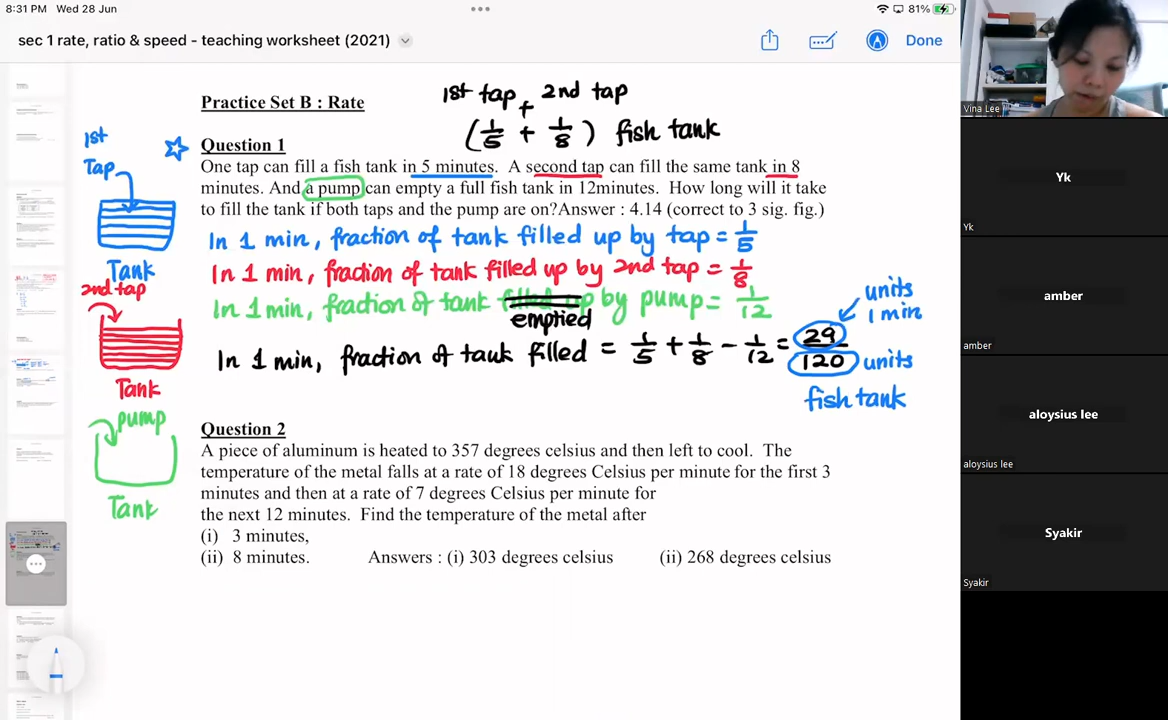 8:31 PM Wed 28 Jun
81%
sec 1 rate, ratio & speed - teaching worksheet (2021)
Done
Practice Set B : Rate
1st tap + 2nd tap
(1/5 + 1/8) fish tank
1st
Tap
Tank
Question 1
One tap can fill a fish tank in 5 minutes. A second tap can fill the same tank in 8
minutes. And a pump can empty a full fish tank in 12minutes. How long will it take
to fill the tank if both taps and the pump are on?Answer : 4.14 (correct to 3 sig. fig.)
In 1 min, fraction of tank filled up by tap = 1/5
2nd tap
Tank
In 1 min, fraction of tank filled up by 2nd tap = 1/8
In 1 min, fraction of tank filled up by pump = 1/12
emptied
units
1 min
In 1 min, fraction of tank filled = 1/5 + 1/8 - 1/12 = 29/120 units
fish tank
pump
Tank
Question 2
A piece of aluminum is heated to 357 degrees celsius and then left to cool. The
temperature of the metal falls at a rate of 18 degrees Celsius per minute for the first 3
minutes and then at a rate of 7 degrees Celsius per minute for
the next 12 minutes. Find the temperature of the metal after
(i) 3 minutes,
(ii) 8 minutes. Answers : (i) 303 degrees celsius (ii) 268 degrees celsius
Vina Lee
Yk
Yk
amber
amber
aloysius lee
aloysius lee
Syakir
Syakir